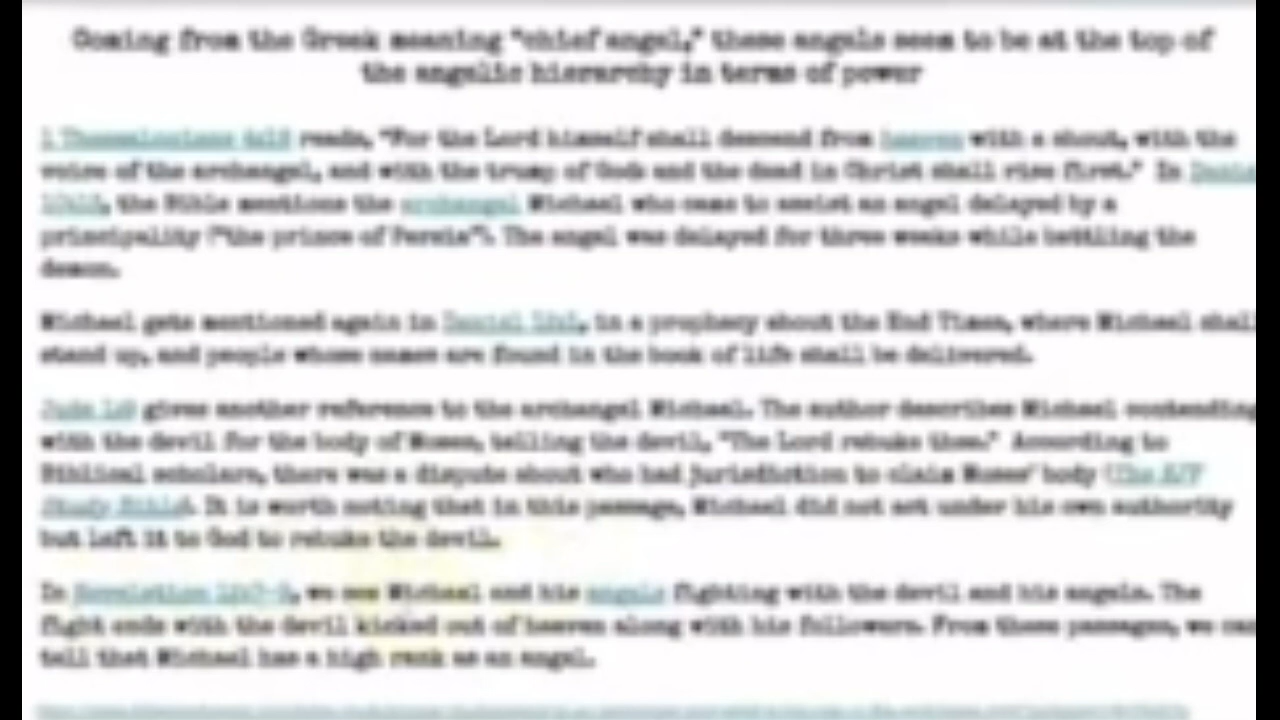 Coming from the Greek meaning "chief angel," these angels seem to be at the top of
the angelic hierarchy in terms of power
1 Thessalonians 4:16 reads, "For the Lord himself shall descend from heaven with a shout, with the
voice of the archangel, and with the trump of God: and the dead in Christ shall rise first." In
the Bible mentions the archangel Michael who came to assist an angel delayed by a
principality ("the prince of Persia"). The angel was delayed for three weeks while battling the
demon.
Michael gets mentioned again in Daniel 12:1, in a prophecy about the End Times, where Michael shall
stand up, and people whose names are found in the book of life shall be delivered.
Jude 1:9 gives another reference to the archangel Michael. The author describes Michael contending
with the devil for the body of Moses, telling the devil, "The Lord rebuke thee." According to
Biblical scholars, there was a dispute about who had jurisdiction to claim Moses' body (The KJV
Study Bible). It is worth noting that in this passage, Michael did not act under his own authority
but left it to God to rebuke the devil.
In Revelation 12:7-9, we see Michael and his angels fighting with the devil and his angels. The
fight ends with the devil kicked out of heaven along with his followers. From these passages, we can
tell that Michael has a high rank as an angel.